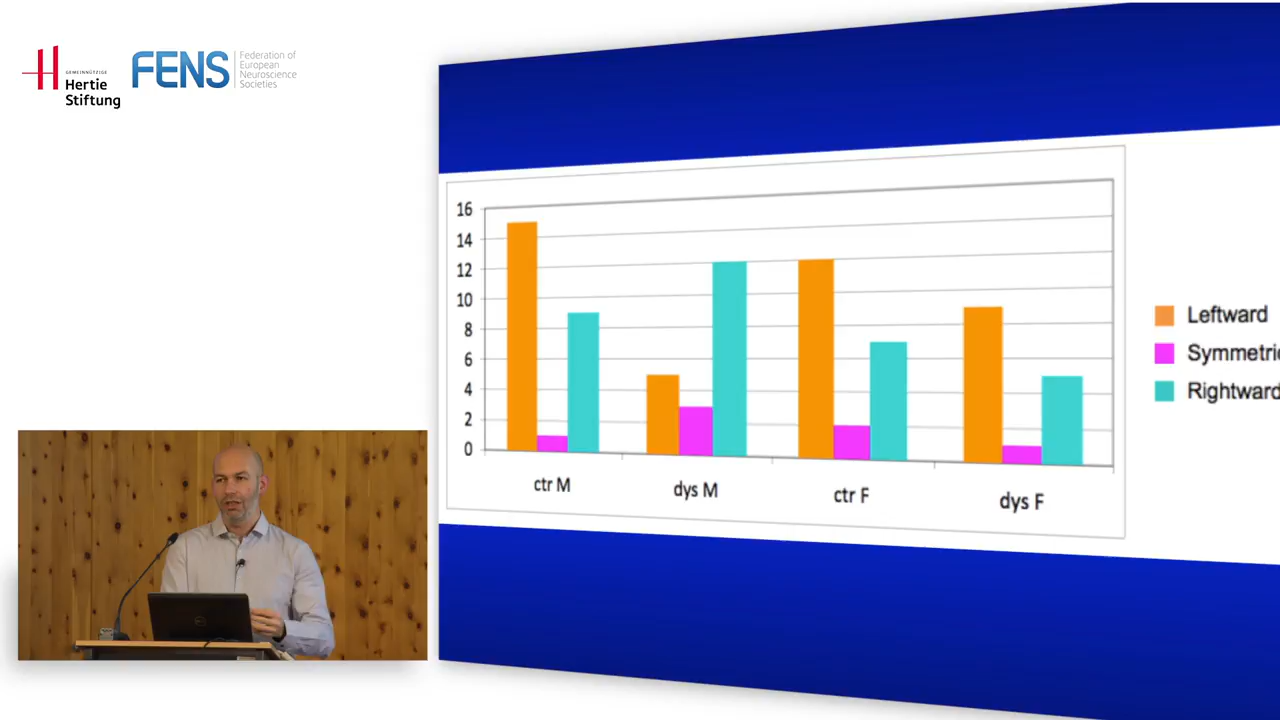 GEMEINNÜTZIGE
Hertie
Stiftung
FENS
Federation of
European
Neuroscience
Societies
16
14
12
10
8
6
4
2
0
ctr M
dys M
ctr F
dys F
Leftward
Symmetri
Rightward